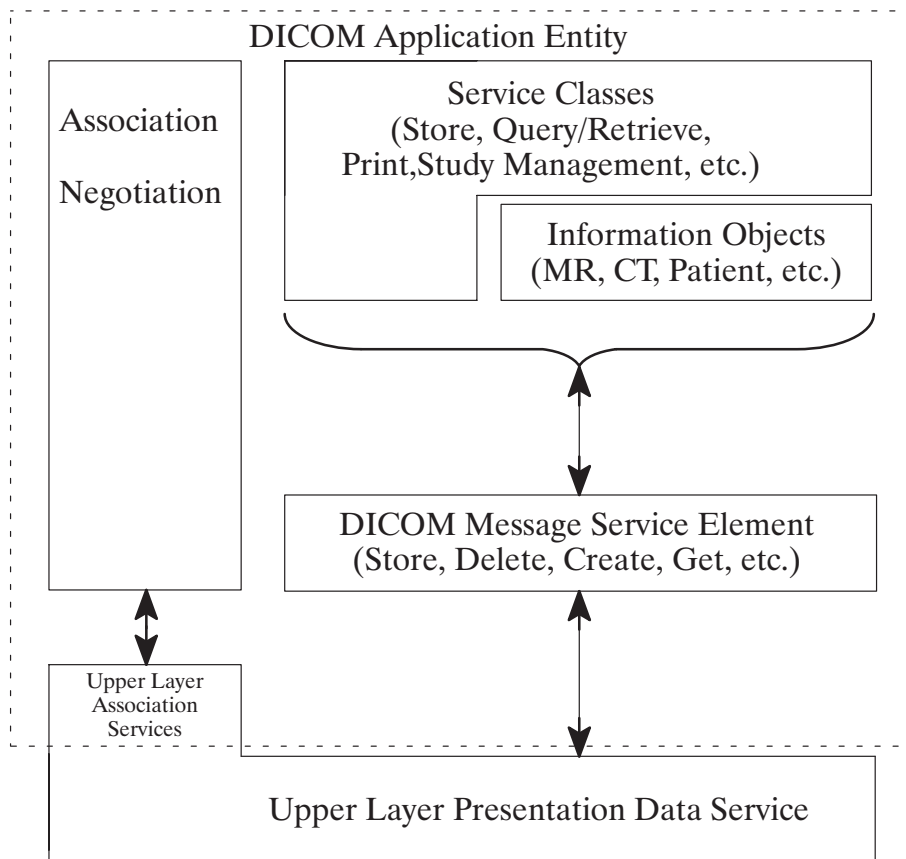 DICOM Application Entity
Association
Negotiation
Service Classes
(Store, Query/Retrieve,
Print,Study Management, etc.)
Information Objects
(MR, CT, Patient, etc.)
DICOM Message Service Element
(Store, Delete, Create, Get, etc.)
Upper Layer
Association
Services
Upper Layer Presentation Data Service